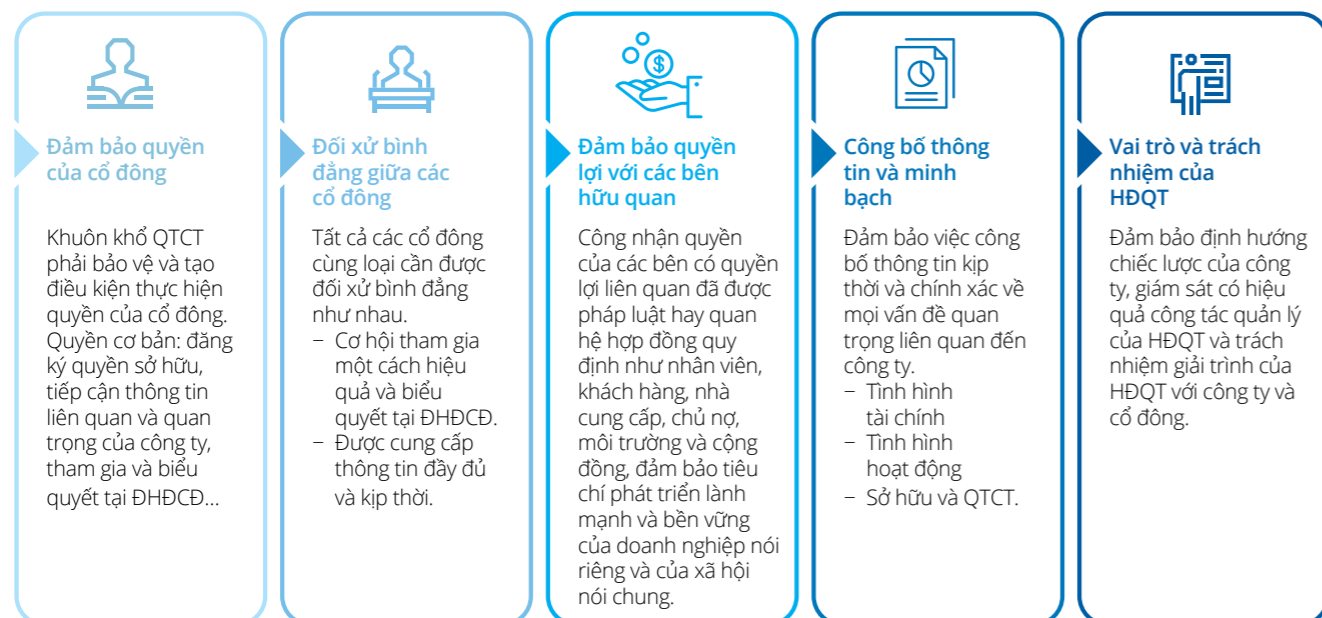 Đảm bảo quyền
của cổ đông
Khuôn khổ QTCT
phải bảo vệ và tạo
điều kiện thực hiện
quyền của cổ đông.
Quyền cơ bản: đăng
ký quyền sở hữu,
tiếp cận thông tin
liên quan và quan
trọng của công ty,
tham gia và biểu
quyết tại ĐHĐCĐ...
Đối xử bình
đẳng giữa các
cổ đông
Tất cả các cổ đông
cùng loại cần được
đối xử bình đẳng
như nhau.
– Cơ hội tham gia
một cách hiệu
quả và biểu
quyết tại ĐHĐCĐ.
– Được cung cấp
thông tin đầy đủ
và kịp thời.
$
Đảm bảo quyền
lợi với các bên
hữu quan
Công nhận quyền
của các bên có quyền
lợi liên quan đã được
pháp luật hay quan
hệ hợp đồng quy
định như nhân viên,
khách hàng, nhà
cung cấp, chủ nợ,
môi trường và cộng
đồng, đảm bảo tiêu
chí phát triển lành
mạnh và bền vững
của doanh nghiệp nói
riêng và của xã hội
nói chung.
Công bố thông
tin và minh
bạch
Đảm bảo việc công
bố thông tin kịp
thời và chính xác về
mọi vấn đề quan
trọng liên quan đến
công ty.
– Tình hình
tài chính
– Tình hình
hoạt động
– Sở hữu và QTCT.
Vai trò và trách
nhiệm của
HĐQT
Đảm bảo định hướng
chiếc lược của công
ty, giám sát có hiệu
quả công tác quản lý
của HĐQT và trách
nhiệm giải trình của
HĐQT với công ty và
cổ đông.